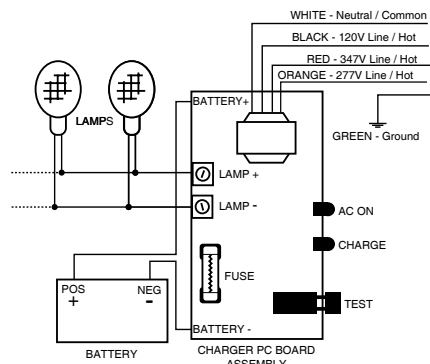 WHITE - Neutral / Common
BLACK - 120V Line / Hot
RED - 347V Line / Hot
ORANGE - 277V Line / Hot
BATTERY+
GREEN - Ground
LAMPS
LAMP +
LAMP -
AC ON
CHARGE
FUSE
POS
+
NEG
-
TEST
BATTERY -
BATTERY
CHARGER PC BOARD
ASSEMBLY